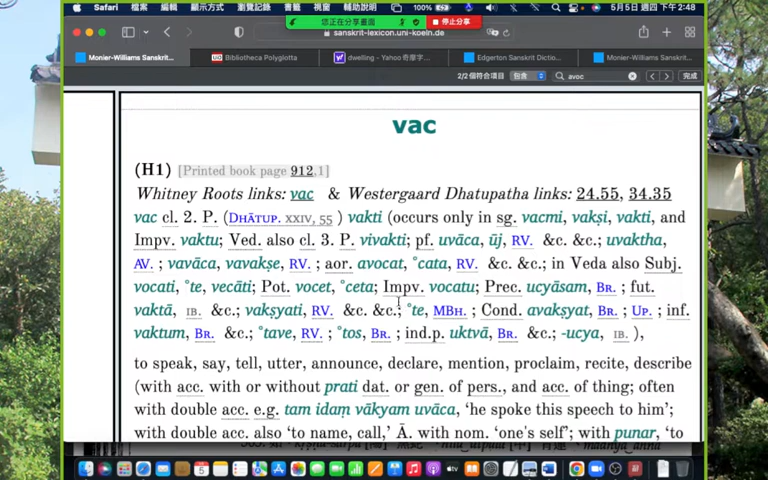 Safari 檔案 編輯 顯示方式 瀏覽記錄 書籤 視窗 輔助說明 100% 5月5日 週四 下午2:48
您正在分享畫面 停止分享
sanskrit-lexicon.uni-koeln.de
Monier-Williams Sanskrit... Bibliotheca Polyglotta dwelling - Yahoo奇摩字... Edgerton Sanskrit Dictio... Monier-Williams Sanskrit...
2/2個符合項目 包含 avoc 完成
vac
(H1) [Printed book page 912,1]
Whitney Roots links: vac & Westergaard Dhatupatha links: 24.55, 34.35
vac cl. 2. P. (DHĀTUP. xxiv, 55 ) vakti (occurs only in sg. vacmi, vakṣi, vakti, and
Impv. vaktu; Ved. also cl. 3. P. vivakti; pf. uvāca, ūj, RV. &c. &c.; uvaktha,
AV. ; vavāca, vavakṣe, RV. ; aor. avocat, °cata, RV. &c. &c.; in Veda also Subj.
vocati, °te, vecāti; Pot. vocet, °ceta; Impv. vocatu; Prec. ucyāsam, BR. ; fut.
vaktā, IB. &c.; vakṣyati, RV. &c. &c.; °te, MBH. ; Cond. avakṣyat, BR. ; UP. ; inf.
vaktum, BR. &c.; °tave, RV. ; °tos, BR. ; ind.p. uktvā, BR. &c.; -ucya, IB. ),
to speak, say, tell, utter, announce, declare, mention, proclaim, recite, describe
(with acc. with or without prati dat. or gen. of pers., and acc. of thing; often
with double acc. e.g. tam idaṃ vākyam uvāca, ‘he spoke this speech to him’;
with double acc. also ‘to name, call,’ Ā. with nom. ‘one's self’; with punar, ‘to